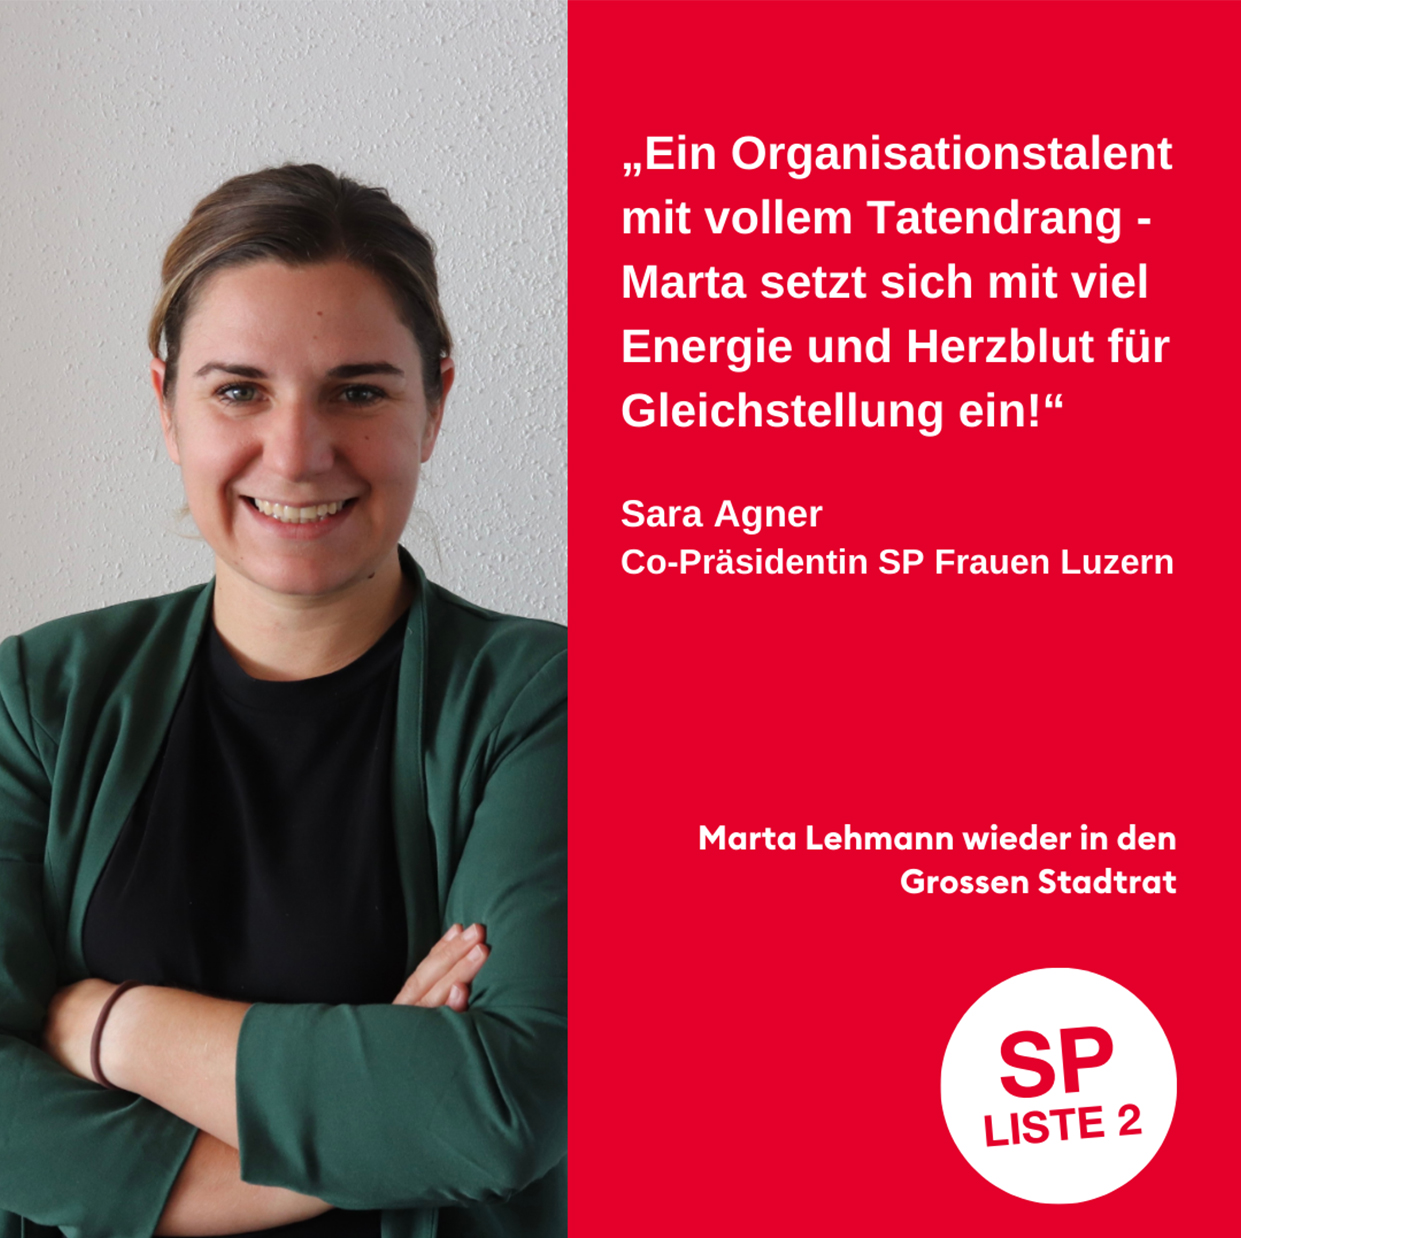 „Ein Organisationstalent
mit vollem Tatendrang -
Marta setzt sich mit viel
Energie und Herzblut für
Gleichstellung ein!“
Sara Agner
Co-Präsidentin SP Frauen Luzern
Marta Lehmann wieder in den
Grossen Stadtrat
SP
LISTE 2